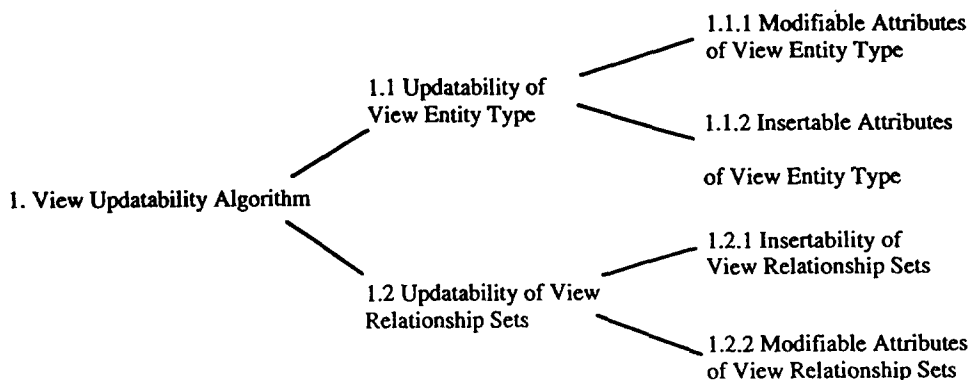 1. View Updatability Algorithm
1.1 Updatability of
View Entity Type
1.1.1 Modifiable Attributes
of View Entity Type
1.1.2 Insertable Attributes
of View Entity Type
1.2 Updatability of View
Relationship Sets
1.2.1 Insertability of
View Relationship Sets
1.2.2 Modifiable Attributes
of View Relationship Sets